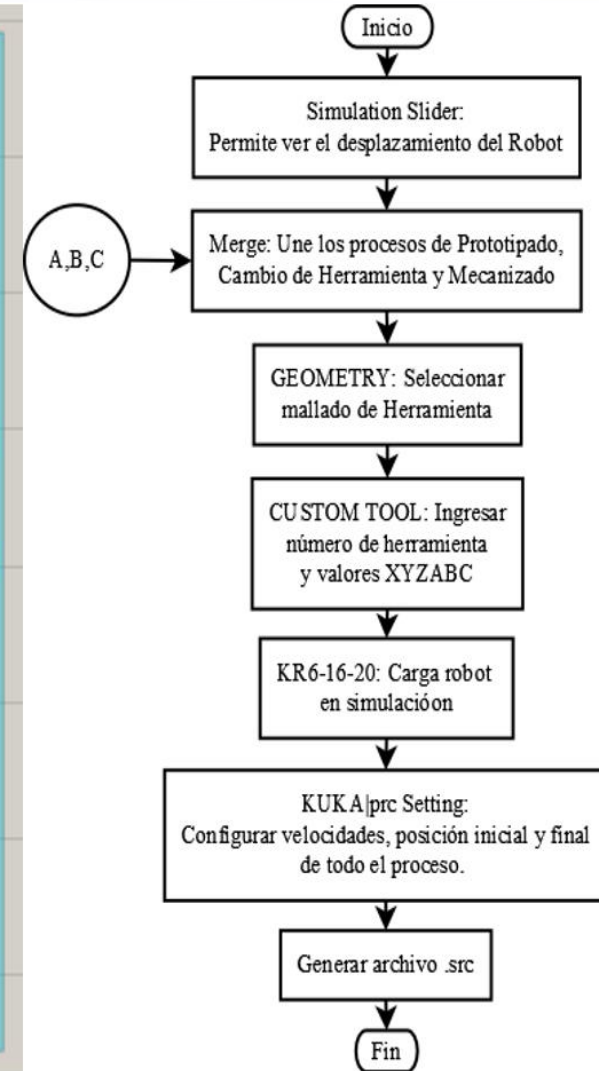 Inicio
Simulation Slider:
Permite ver el desplazamiento del Robot
A,B,C
Merge: Une los procesos de Prototipado,
Cambio de Herramienta y Mecanizado
GEOMETRY: Seleccionar
mallado de Herramienta
CUSTOM TOOL: Ingresar
número de herramienta
y valores XYZABC
KR6-16-20: Carga robot
en simulacióon
KUKA|prc Setting:
Configurar velocidades, posición inicial y final
de todo el proceso.
Generar archivo .src
Fin